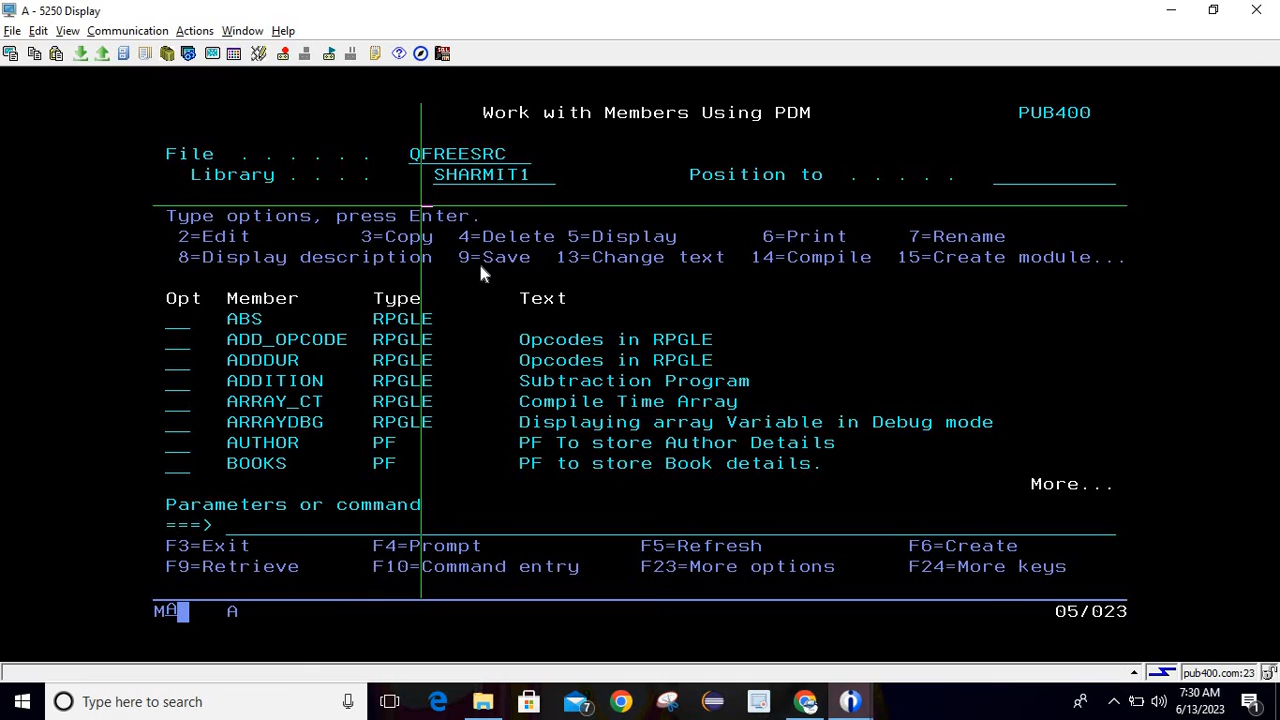 A - 5250 Display
File Edit View Communication Actions Window Help
Work with Members Using PDM PUB400
File . . . . . . QFREESRC
Library . . . . SHARMIT1 Position to . . . . .
Type options, press Enter.
2=Edit 3=Copy 4=Delete 5=Display 6=Print 7=Rename
8=Display description 9=Save 13=Change text 14=Compile 15=Create module...
Opt Member Type Text
ABS RPGLE
ADD_OPCODE RPGLE Opcodes in RPGLE
ADDDUR RPGLE Opcodes in RPGLE
ADDITION RPGLE Subtraction Program
ARRAY_CT RPGLE Compile Time Array
ARRAYDBG RPGLE Displaying array Variable in Debug mode
AUTHOR PF PF To store Author Details
BOOKS PF PF to store Book details.
More...
Parameters or command
===>
F3=Exit F4=Prompt F5=Refresh F6=Create
F9=Retrieve F10=Command entry F23=More options F24=More keys
MA A 05/023
pub400.com:23
Type here to search
7
7:30 AM
6/13/2023
1